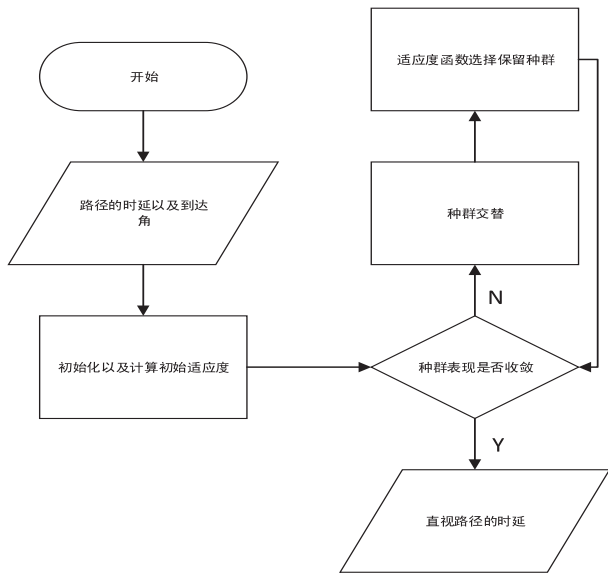 开始
路径的时延以及到达
角
初始化以及计算初始适应度
适应度函数选择保留种群
种群交替
N
种群表现是否收敛
Y
直视路径的时延